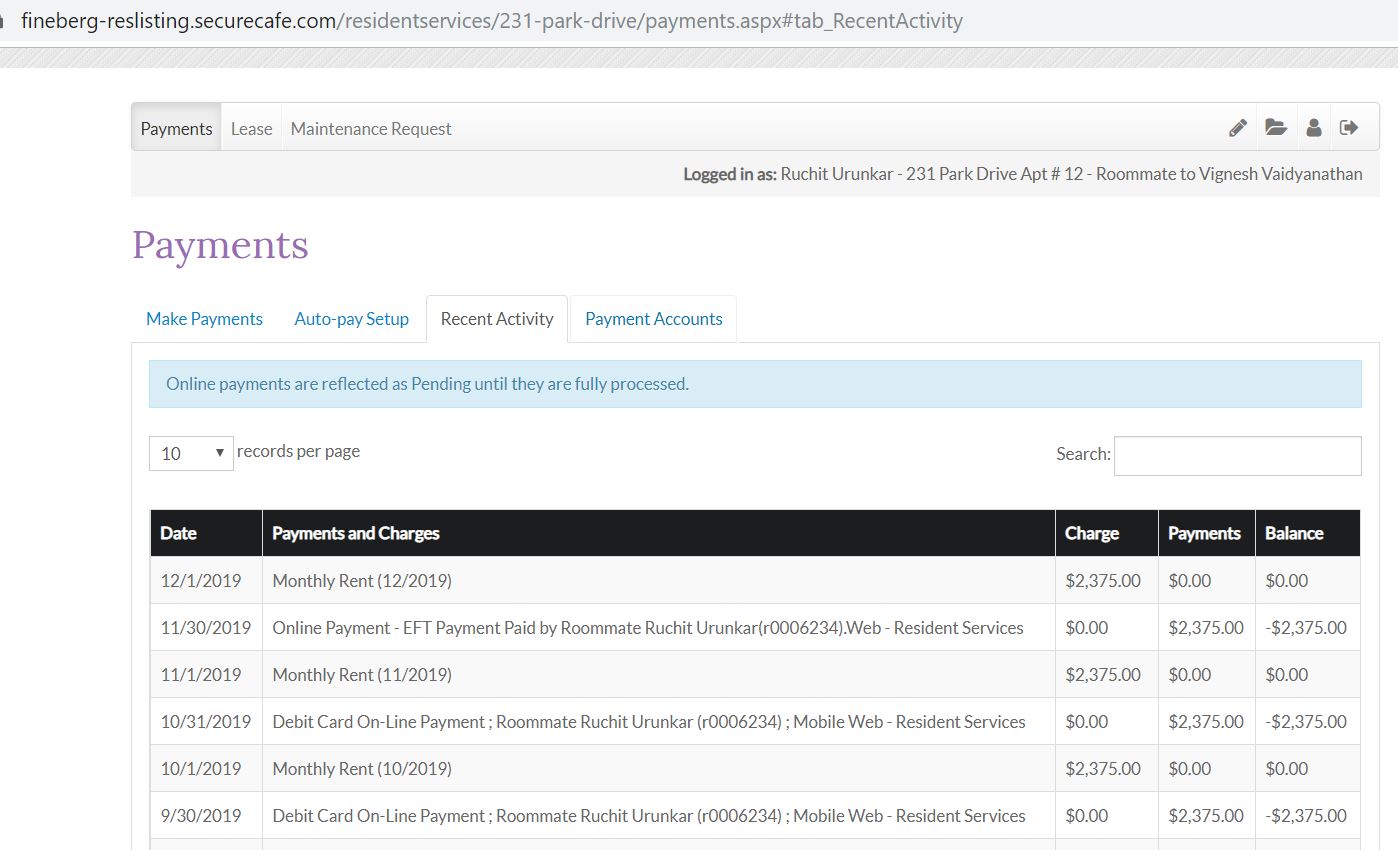 fineberg-reslisting.securecafe.com/residentservices/231-park-drive/payments.aspx#tab_RecentActivity
Payments Lease Maintenance Request
Logged in as: Ruchit Urunkar - 231 Park Drive Apt # 12 - Roommate to Vignesh Vaidyanathan
Payments
Make Payments Auto-pay Setup Recent Activity Payment Accounts
Online payments are reflected as Pending until they are fully processed.
10 records per page Search:
Date Payments and Charges Charge Payments Balance
12/1/2019 Monthly Rent (12/2019) $2,375.00 $0.00 $0.00
11/30/2019 Online Payment - EFT Payment Paid by Roommate Ruchit Urunkar(r0006234).Web - Resident Services $0.00 $2,375.00 -$2,375.00
11/1/2019 Monthly Rent (11/2019) $2,375.00 $0.00 $0.00
10/31/2019 Debit Card On-Line Payment ; Roommate Ruchit Urunkar (r0006234) ; Mobile Web - Resident Services $0.00 $2,375.00 -$2,375.00
10/1/2019 Monthly Rent (10/2019) $2,375.00 $0.00 $0.00
9/30/2019 Debit Card On-Line Payment ; Roommate Ruchit Urunkar (r0006234) ; Mobile Web - Resident Services $0.00 $2,375.00 -$2,375.00